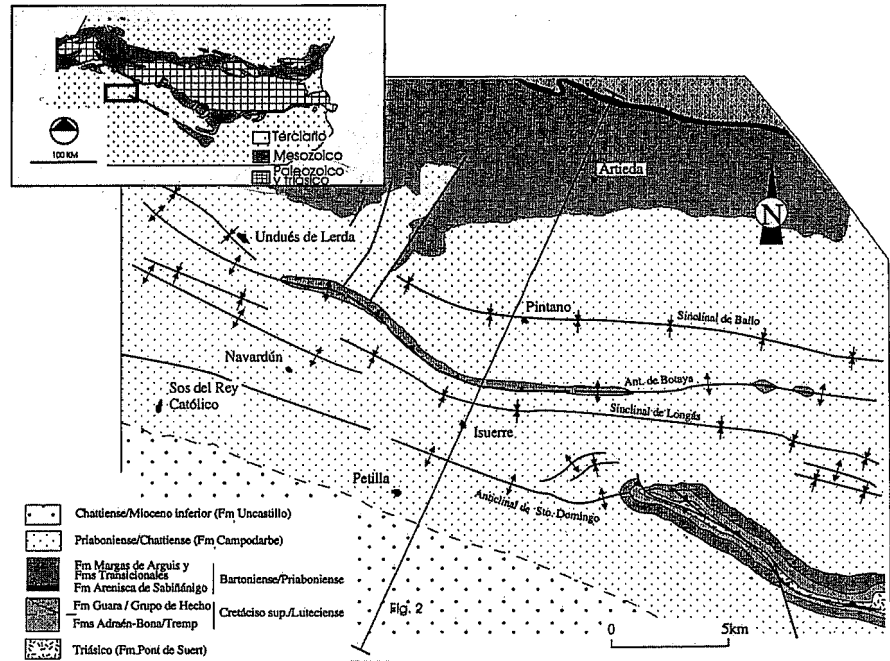 Terciario
Mesozoico
Paleozoico
y triásico
100 KM
Artieda
N
Undués de Lerda
Pintano
Sinclinal de Bailo
Navardún
Ant. de Botaya
Sos del Rey
Católico
Sinclinal de Longás
Isuerre
Petilla
Anticlinal de Sto. Domingo
Chattiense/Mioceno inferior (Fm Uncastillo)
Priaboniense/Chattiense (Fm Campodarbe)
Fm Margas de Arguis y
Fms Transicionales
Fm Arenisca de Sabiñánigo
Bartoniense/Priaboniense
Fm Guara / Grupo de Hecho
Fms Adraén-Bona/Tremp
Cretácico sup./Luteciense
Triásico (Fm.Pont de Suert)
Fig. 2
0 5km